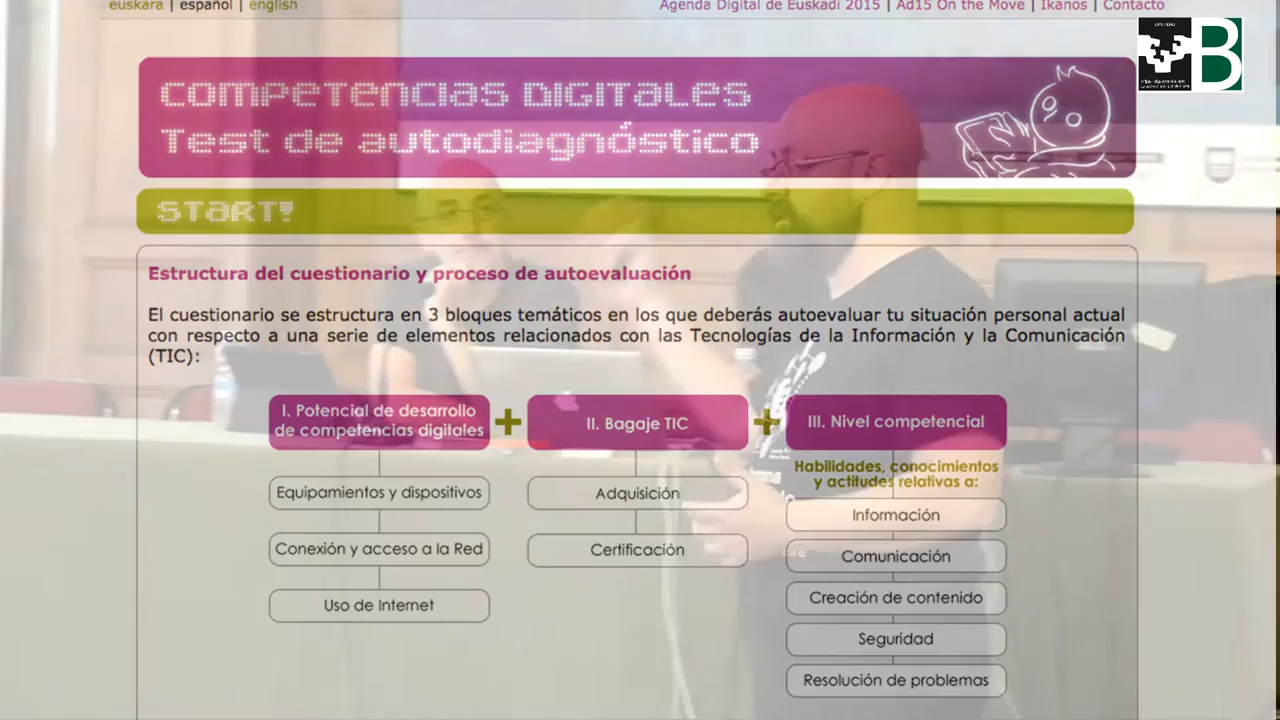 euskara | español | english
Agenda Digital de Euskadi 2015 | Ad15 On the Move | Ikanos | Contacto
B
COMPETENCIAS DIGITALES
Test de autodiagnóstico
START!
Estructura del cuestionario y proceso de autoevaluación
El cuestionario se estructura en 3 bloques temáticos en los que deberás autoevaluar tu situación personal actual
con respecto a una serie de elementos relacionados con las Tecnologías de la Información y la Comunicación
(TIC):
I. Potencial de desarrollo
de competencias digitales
Equipamientos y dispositivos
Conexión y acceso a la Red
Uso de Internet
II. Bagaje TIC
Adquisición
Certificación
III. Nivel competencial
Habilidades, conocimientos
y actitudes relativas a:
Información
Comunicación
Creación de contenido
Seguridad
Resolución de problemas